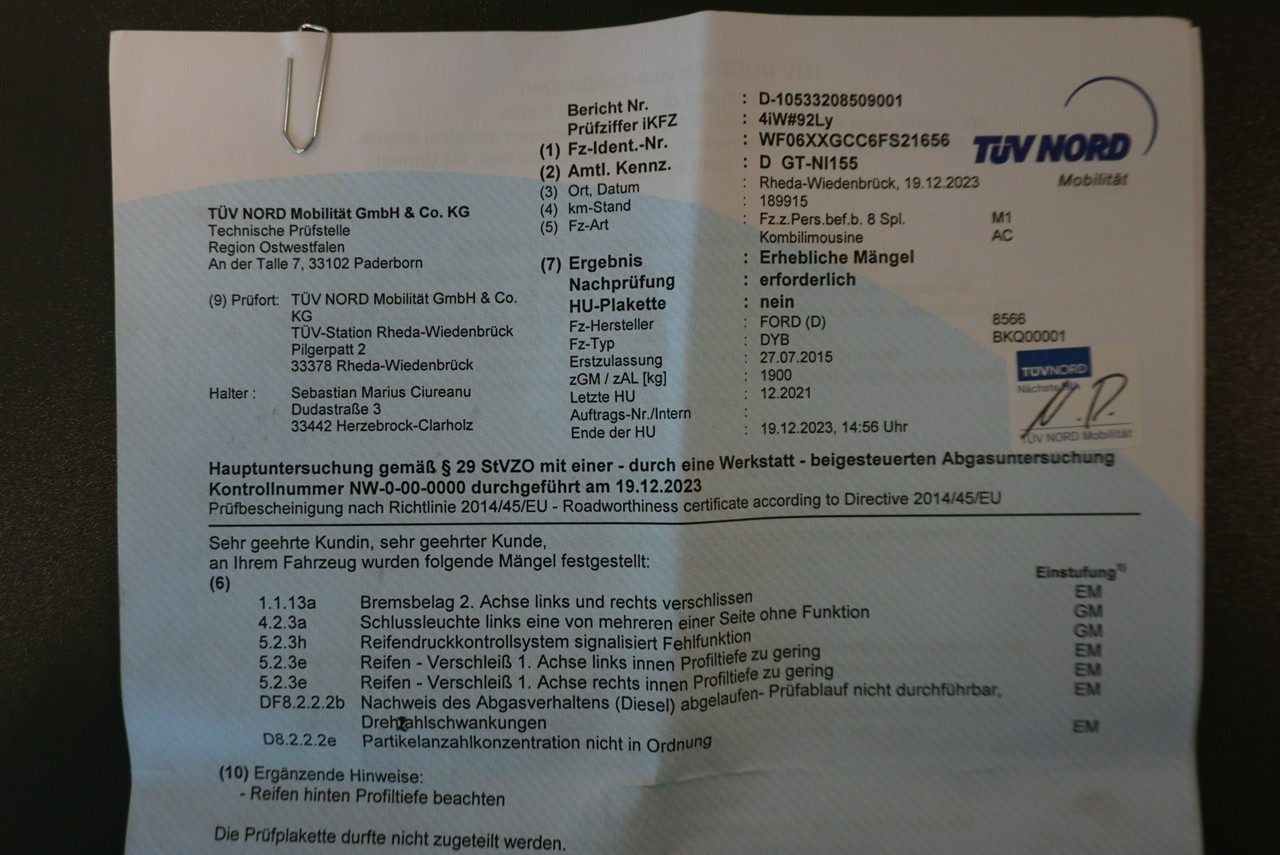 Bericht Nr. : D-10533208509001
Prüfziffer iKFZ : 4iW#92Ly
(1) Fz-Ident.-Nr. : WF06XXGCC6FS21656
(2) Amtl. Kennz. : D GT-NI155
(3) Ort, Datum : Rheda-Wiedenbrück, 19.12.2023
(4) km-Stand : 189915
(5) Fz-Art : Fz.z.Pers.bef.b. 8 Spl. M1
Kombilimousine AC
(7) Ergebnis : Erhebliche Mängel
Nachprüfung : erforderlich
HU-Plakette : nein
Fz-Hersteller : FORD (D) 8566
Fz-Typ : DYB BKQ00001
Erstzulassung : 27.07.2015
zGM / zAL [kg] : 1900
Letzte HU : 12.2021
Auftrags-Nr./Intern :
Ende der HU : 19.12.2023, 14:56 Uhr
TÜV NORD
Mobilität
TÜV NORD Mobilität GmbH & Co. KG
Technische Prüfstelle
Region Ostwestfalen
An der Talle 7, 33102 Paderborn
(9) Prüfort: TÜV NORD Mobilität GmbH & Co.
KG
TÜV-Station Rheda-Wiedenbrück
Pilgerpatt 2
33378 Rheda-Wiedenbrück
Halter : Sebastian Marius Ciureanu
Dudastraße 3
33442 Herzebrock-Clarholz
TÜVNORD
Nächste HU
TÜV NORD Mobilität
Hauptuntersuchung gemäß § 29 StVZO mit einer - durch eine Werkstatt - beigesteuerten Abgasuntersuchung
Kontrollnummer NW-0-00-0000 durchgeführt am 19.12.2023
Prüfbescheinigung nach Richtlinie 2014/45/EU - Roadworthiness certificate according to Directive 2014/45/EU
Sehr geehrte Kundin, sehr geehrter Kunde,
an Ihrem Fahrzeug wurden folgende Mängel festgestellt:
(6) Einstufung¹⁾
1.1.13a Bremsbelag 2. Achse links und rechts verschlissen EM
4.2.3a Schlussleuchte links eine von mehreren einer Seite ohne Funktion GM
5.2.3h Reifendruckkontrollsystem signalisiert Fehlfunktion GM
5.2.3e Reifen - Verschleiß 1. Achse links innen Profiltiefe zu gering EM
5.2.3e Reifen - Verschleiß 1. Achse rechts innen Profiltiefe zu gering EM
DF8.2.2.2b Nachweis des Abgasverhaltens (Diesel) abgelaufen- Prüfablauf nicht durchführbar, EM
Drehzahlschwankungen
D8.2.2.2e Partikelanzahlkonzentration nicht in Ordnung EM
(10) Ergänzende Hinweise:
- Reifen hinten Profiltiefe beachten
Die Prüfplakette durfte nicht zugeteilt werden.